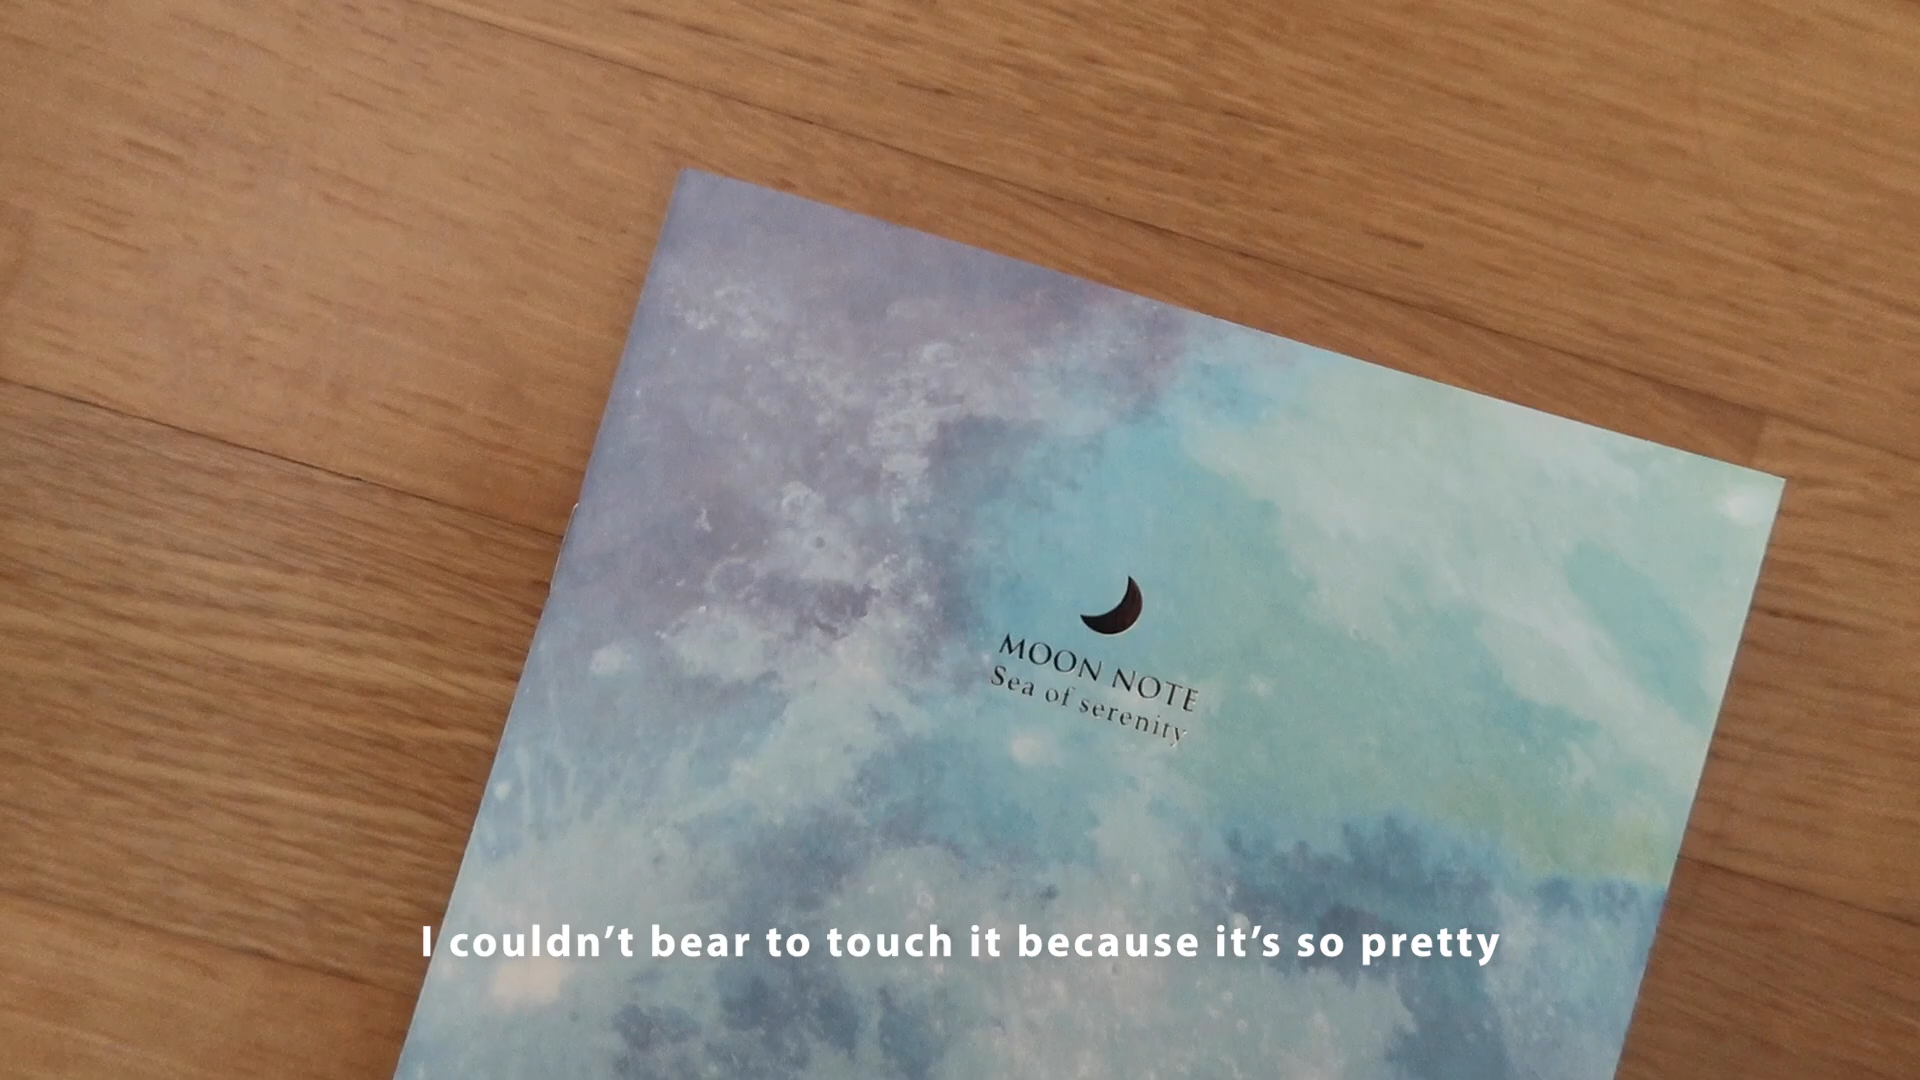 MOON NOTE
Sea of serenity
I couldn't bear to touch it because it's so pretty